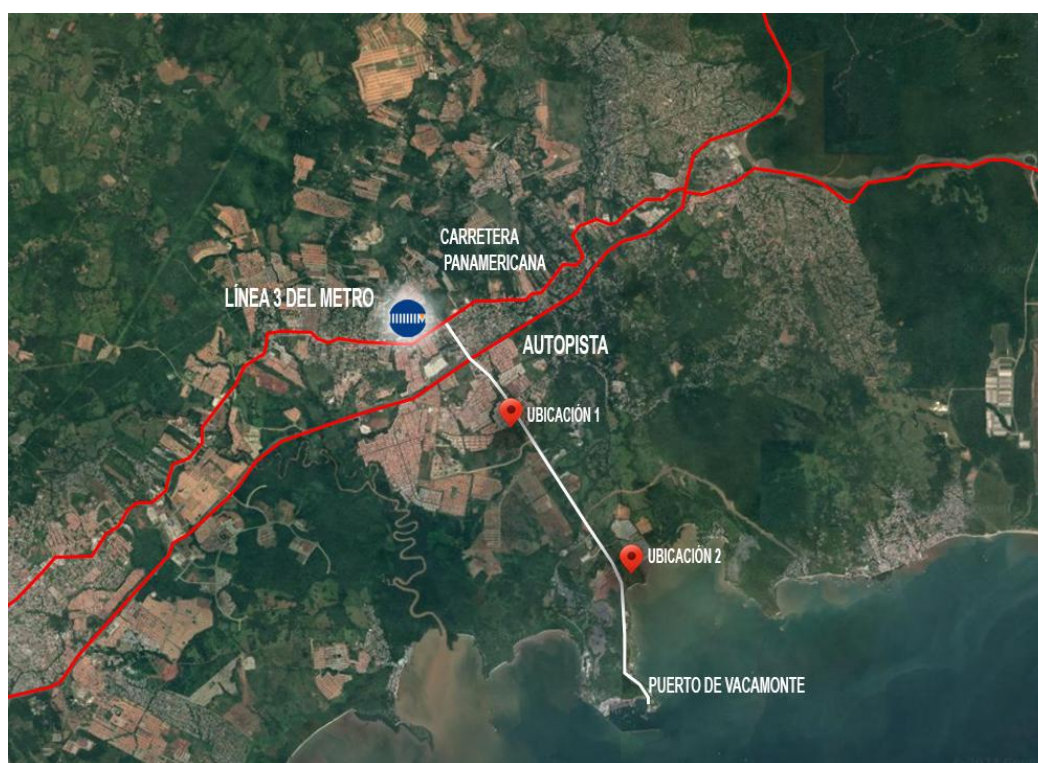 CARRETERA
PANAMERICANA
LÍNEA 3 DEL METRO
AUTOPISTA
UBICACIÓN 1
UBICACIÓN 2
PUERTO DE VACAMONTE